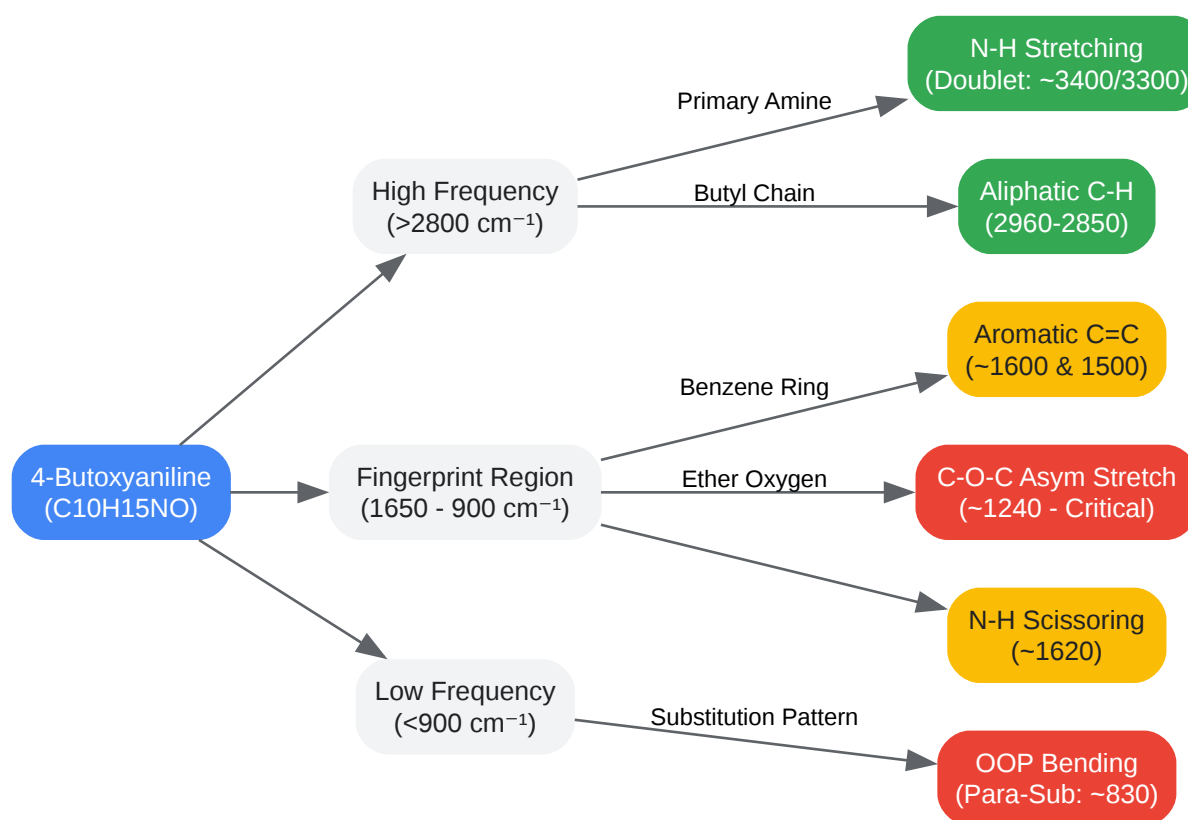 N-H Stretching
(Doublet: ~3400/3300)
Primary Amine
High Frequency
(>2800 cm⁻¹)
Butyl Chain
Aliphatic C-H
(2960-2850)
Aromatic C=C
(~1600 & 1500)
Benzene Ring
4-Butoxyaniline
(C10H15NO)
Fingerprint Region
(1650 - 900 cm⁻¹)
Ether Oxygen
C-O-C Asym Stretch
(~1240 - Critical)
N-H Scissoring
(~1620)
Low Frequency
(<900 cm⁻¹)
Substitution Pattern
OOP Bending
(Para-Sub: ~830)